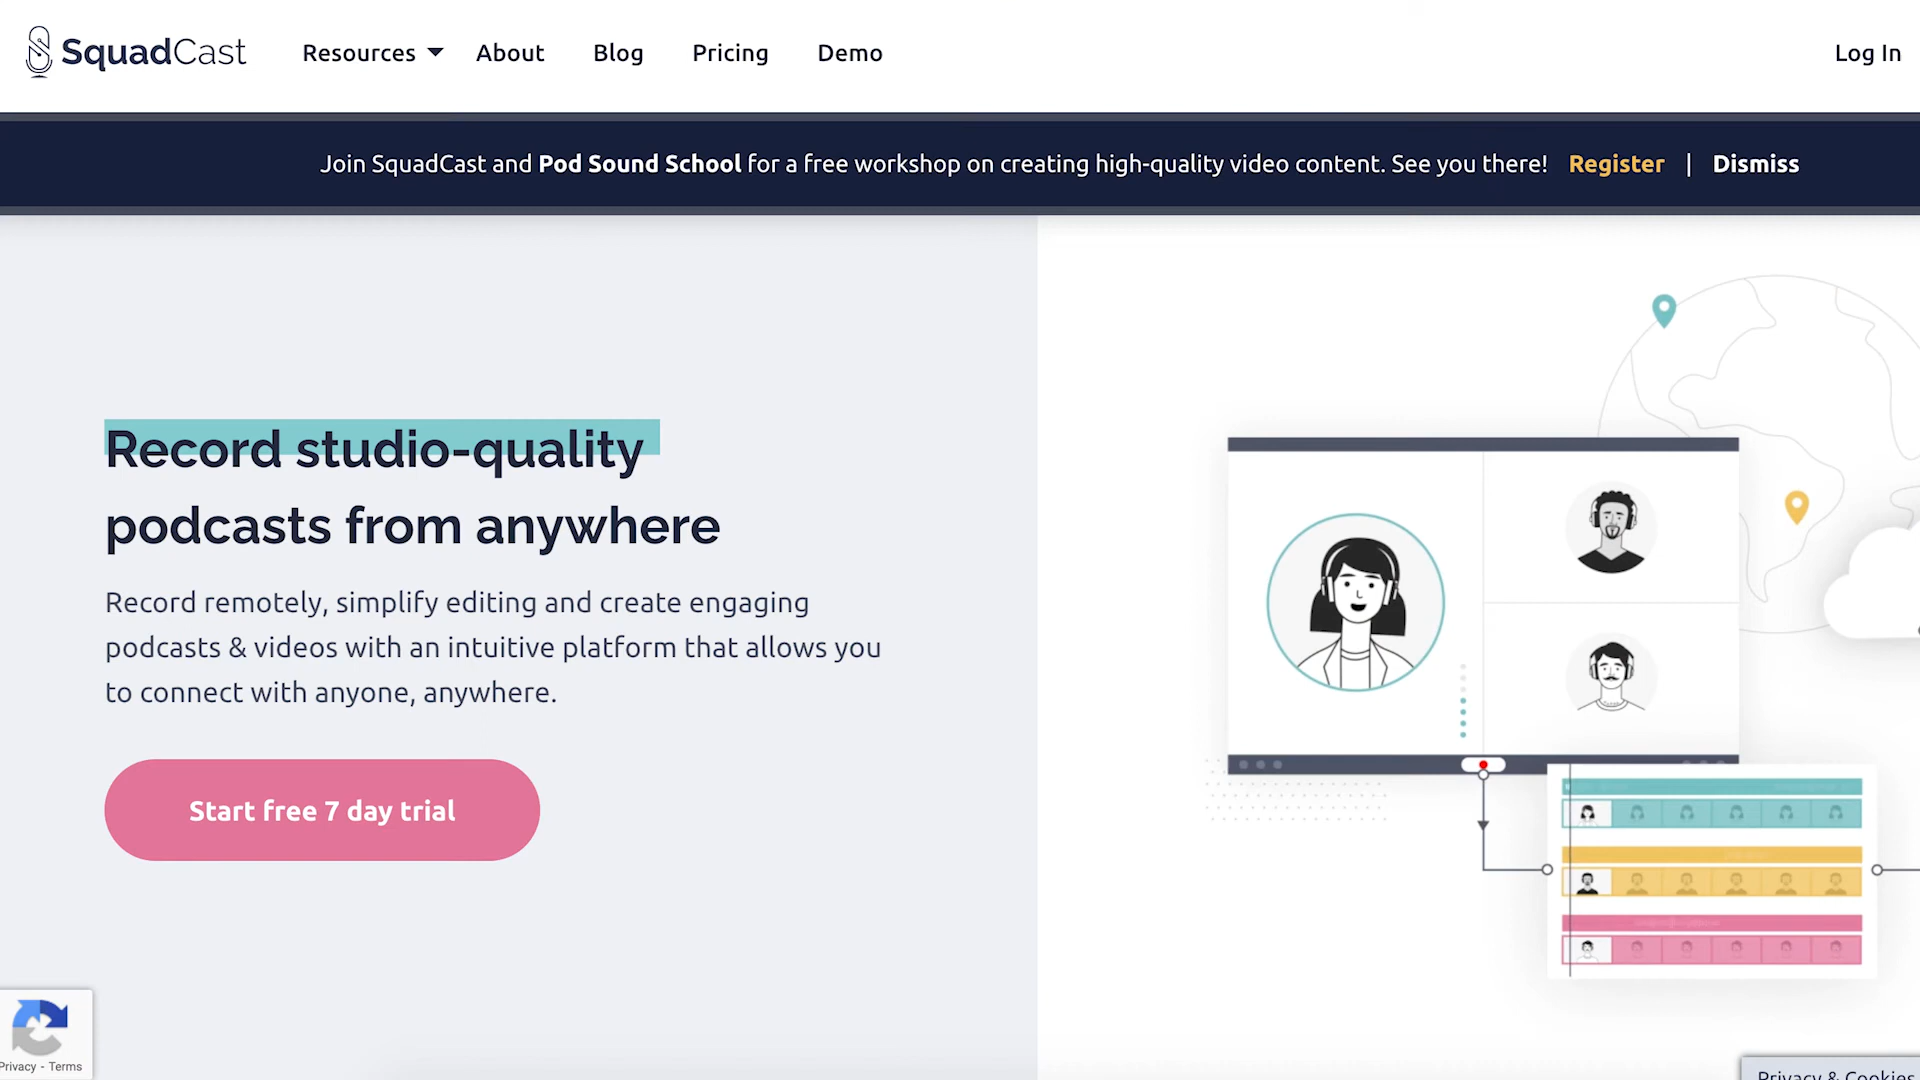 SquadCast
Resources About Blog Pricing Demo
Log In
Join SquadCast and Pod Sound School for a free workshop on creating high-quality video content. See you there! Register | Dismiss
Record studio-quality
podcasts from anywhere
Record remotely, simplify editing and create engaging
podcasts & videos with an intuitive platform that allows you
to connect with anyone, anywhere.
Start free 7 day trial
Privacy - Terms
Privacy & Cookies